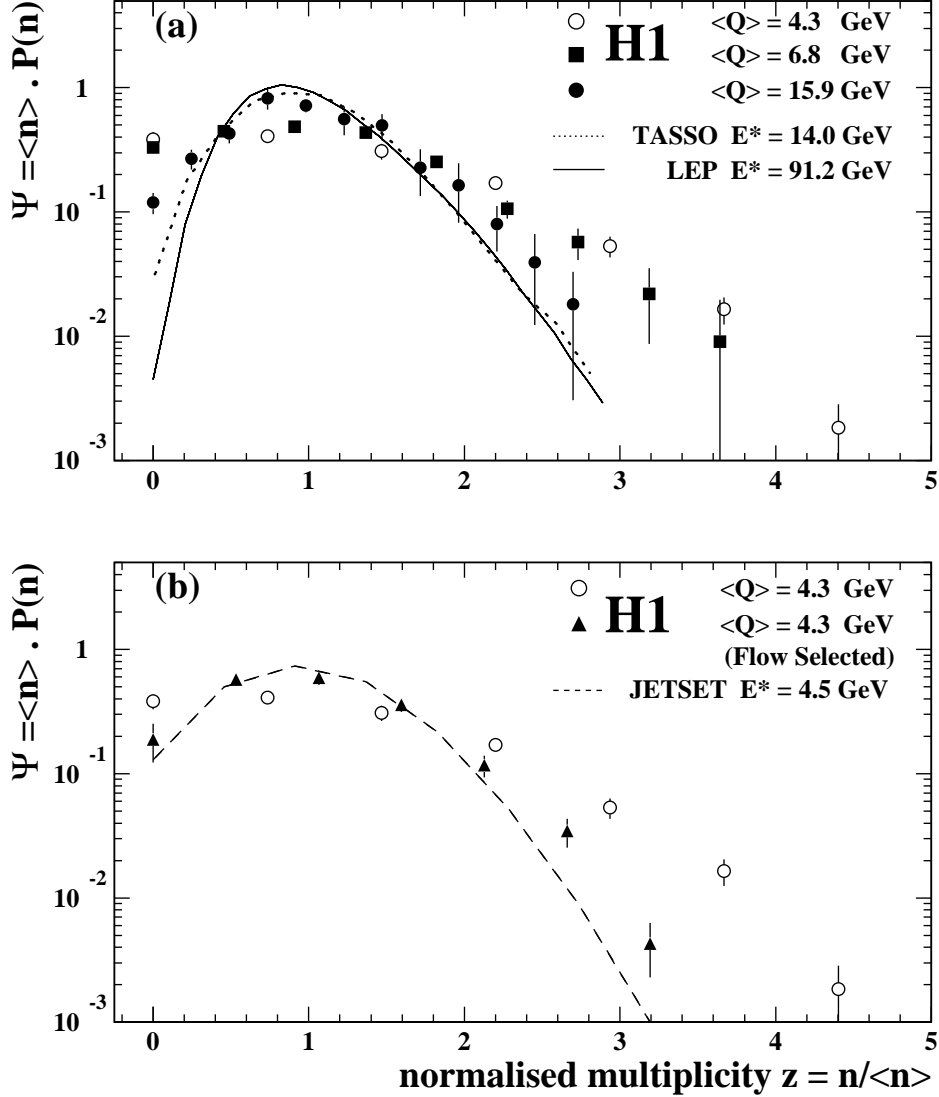 (a)
H1
<Q> = 4.3 GeV
<Q> = 6.8 GeV
<Q> = 15.9 GeV
TASSO E* = 14.0 GeV
LEP E* = 91.2 GeV
Ψ =<n> . P(n)
1
10 -1
10 -2
10 -3
0 1 2 3 4 5
(b)
H1
<Q> = 4.3 GeV
<Q> = 4.3 GeV
(Flow Selected)
JETSET E* = 4.5 GeV
Ψ =<n> . P(n)
1
10 -1
10 -2
10 -3
0 1 2 3 4 5
normalised multiplicity z = n/<n>